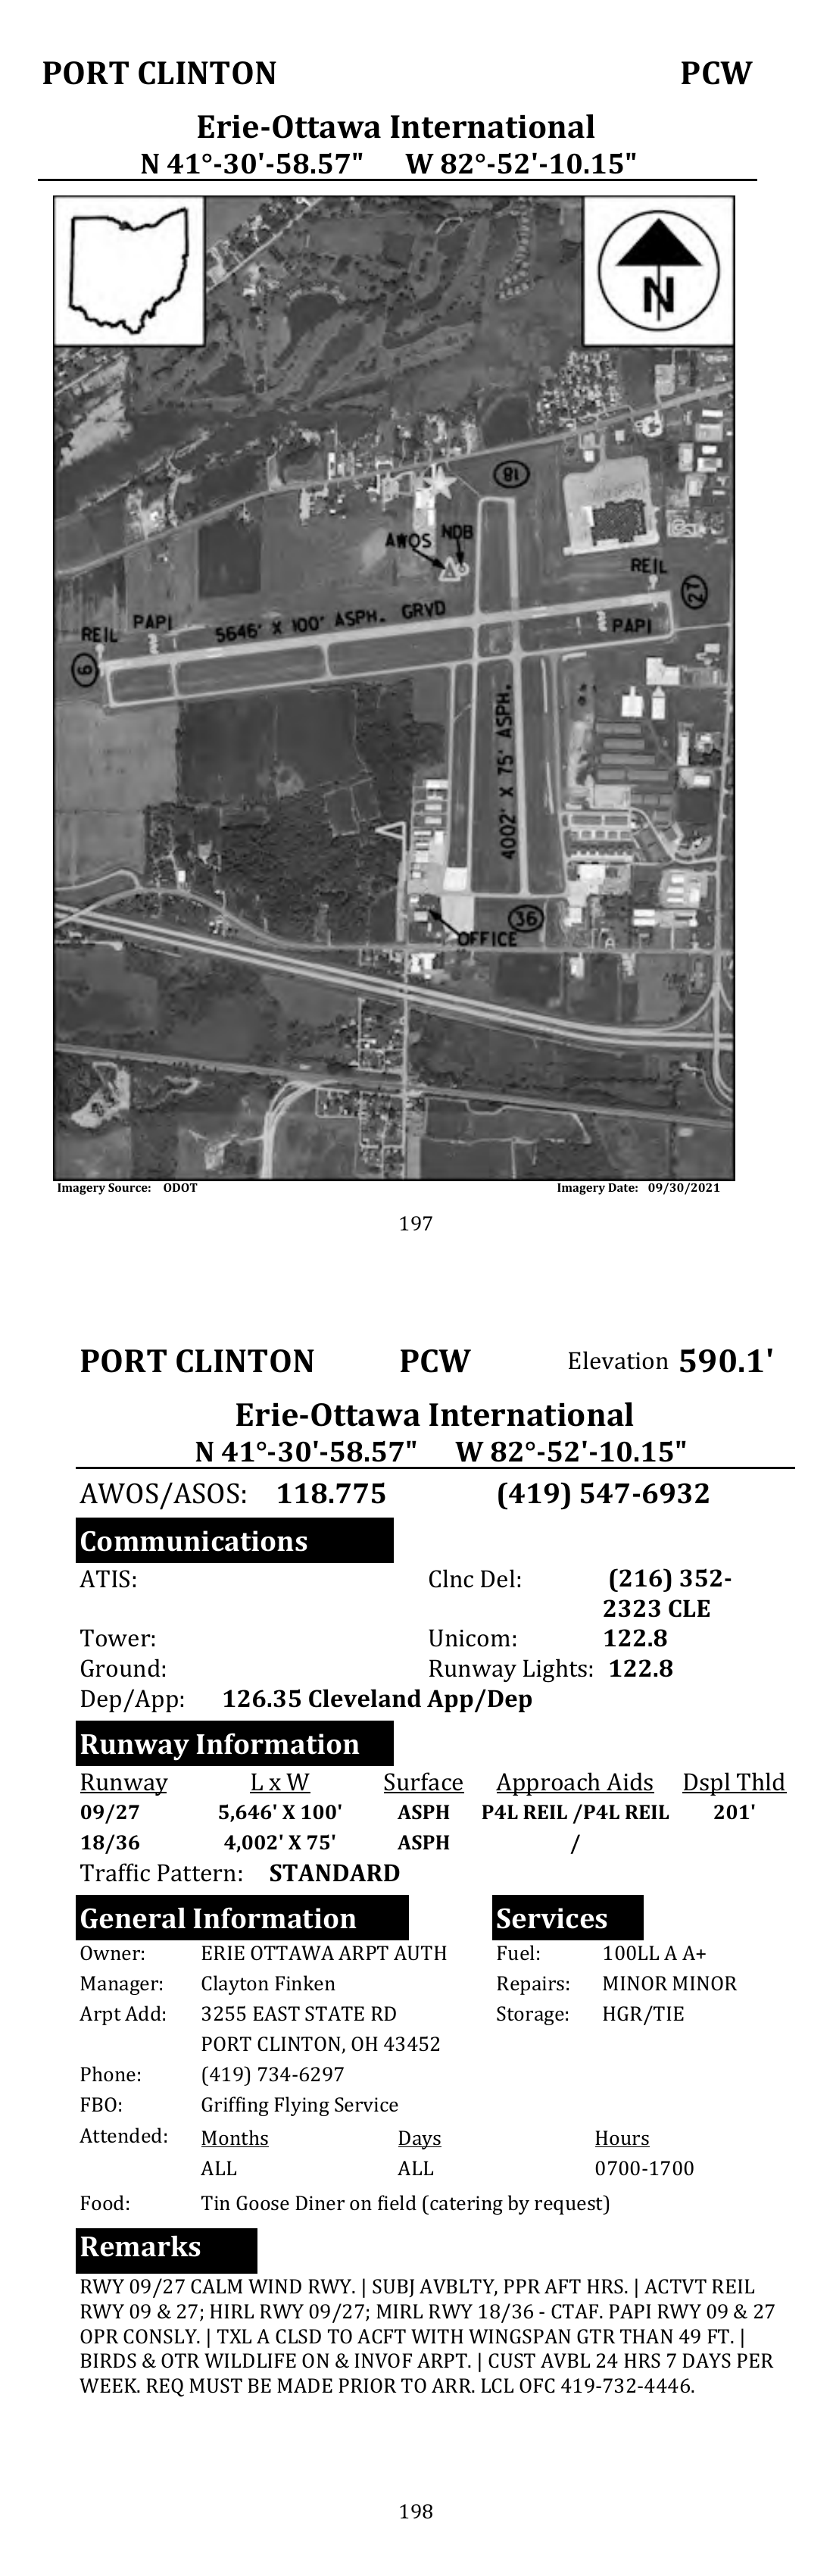 PORT CLINTON PCW
Erie-Ottawa International
N 41°-30'-58.57" W 82°-52'-10.15"
N
18
AWOS NDB
REIL
27
5646' X 100' ASPH. GRVD
PAPI
REIL
PAPI
9
4002' X 75' ASPH.
36
OFFICE
Imagery Source: ODOT Imagery Date: 09/30/2021
197
PORT CLINTON PCW Elevation 590.1'
Erie-Ottawa International
N 41°-30'-58.57" W 82°-52'-10.15"
AWOS/ASOS: 118.775 (419) 547-6932
Communications
ATIS: Clnc Del: (216) 352-
2323 CLE
Tower: Unicom: 122.8
Ground: Runway Lights: 122.8
Dep/App: 126.35 Cleveland App/Dep
Runway Information
Runway L x W Surface Approach Aids Dspl Thld
09/27 5,646' X 100' ASPH P4L REIL /P4L REIL 201'
18/36 4,002' X 75' ASPH /
Traffic Pattern: STANDARD
General Information Services
Owner: ERIE OTTAWA ARPT AUTH Fuel: 100LL A A+
Manager: Clayton Finken Repairs: MINOR MINOR
Arpt Add: 3255 EAST STATE RD Storage: HGR/TIE
PORT CLINTON, OH 43452
Phone: (419) 734-6297
FBO: Griffing Flying Service
Attended: Months Days Hours
ALL ALL 0700-1700
Food: Tin Goose Diner on field (catering by request)
Remarks
RWY 09/27 CALM WIND RWY. | SUBJ AVBLTY, PPR AFT HRS. | ACTVT REIL
RWY 09 & 27; HIRL RWY 09/27; MIRL RWY 18/36 - CTAF. PAPI RWY 09 & 27
OPR CONSLY. | TXL A CLSD TO ACFT WITH WINGSPAN GTR THAN 49 FT. |
BIRDS & OTR WILDLIFE ON & INVOF ARPT. | CUST AVBL 24 HRS 7 DAYS PER
WEEK. REQ MUST BE MADE PRIOR TO ARR. LCL OFC 419-732-4446.
198